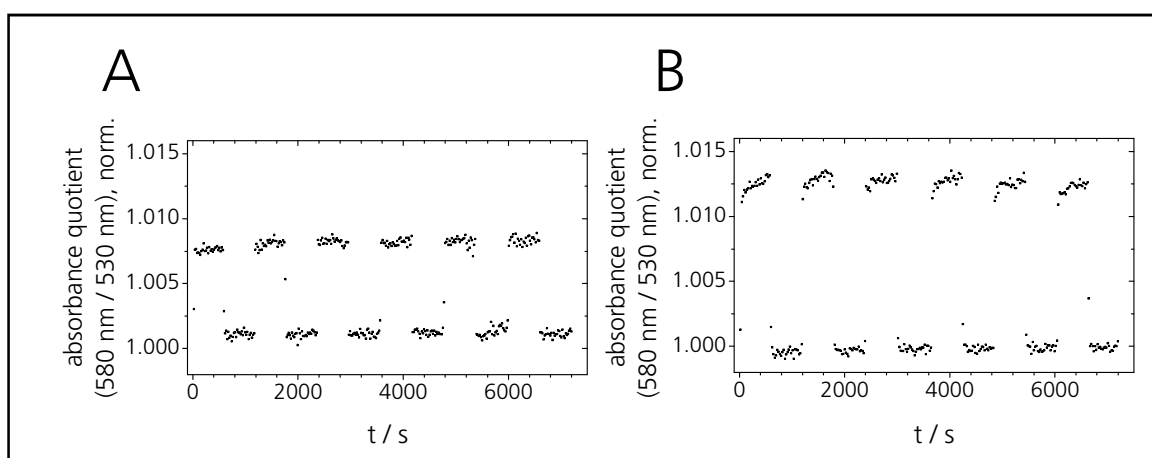 A
absorbance quotient
(580 nm / 530 nm), norm.
1.015
1.010
1.005
1.000
0
2000
4000
6000
t / s
B
absorbance quotient
(580 nm / 530 nm), norm.
1.015
1.010
1.005
1.000
0
2000
4000
6000
t / s